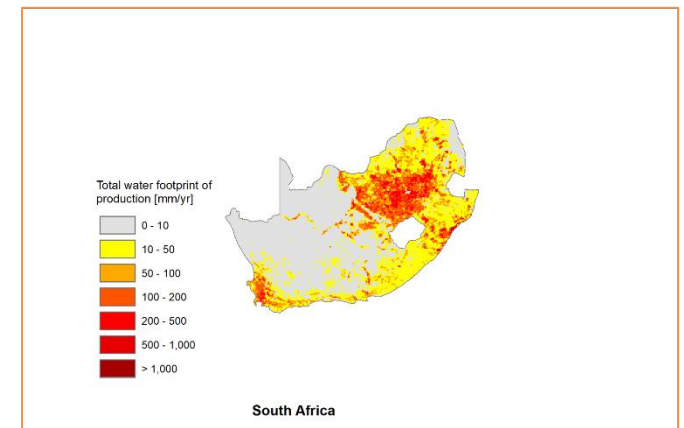 Total water footprint of
production [mm/yr]
0 - 10
10 - 50
50 - 100
100 - 200
200 - 500
500 - 1,000
> 1,000
South Africa